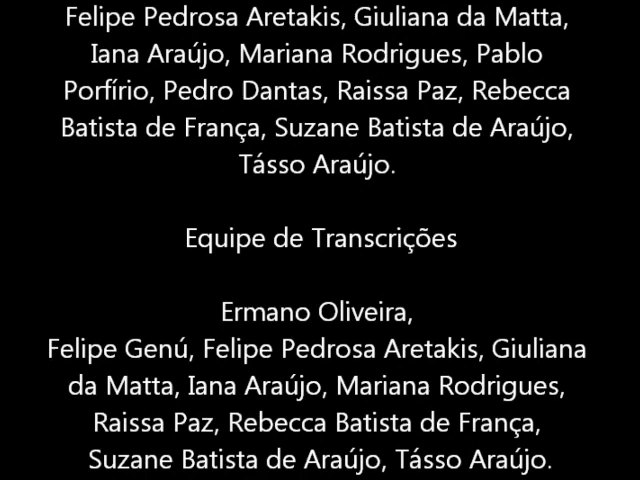 Felipe Pedrosa Aretakis, Giuliana da Matta,
Iana Araújo, Mariana Rodrigues, Pablo
Porfírio, Pedro Dantas, Raissa Paz, Rebecca
Batista de França, Suzane Batista de Araújo,
Tásso Araújo.
Equipe de Transcrições
Ermano Oliveira,
Felipe Genú, Felipe Pedrosa Aretakis, Giuliana
da Matta, Iana Araújo, Mariana Rodrigues,
Raissa Paz, Rebecca Batista de França,
Suzane Batista de Araújo, Tásso Araújo.